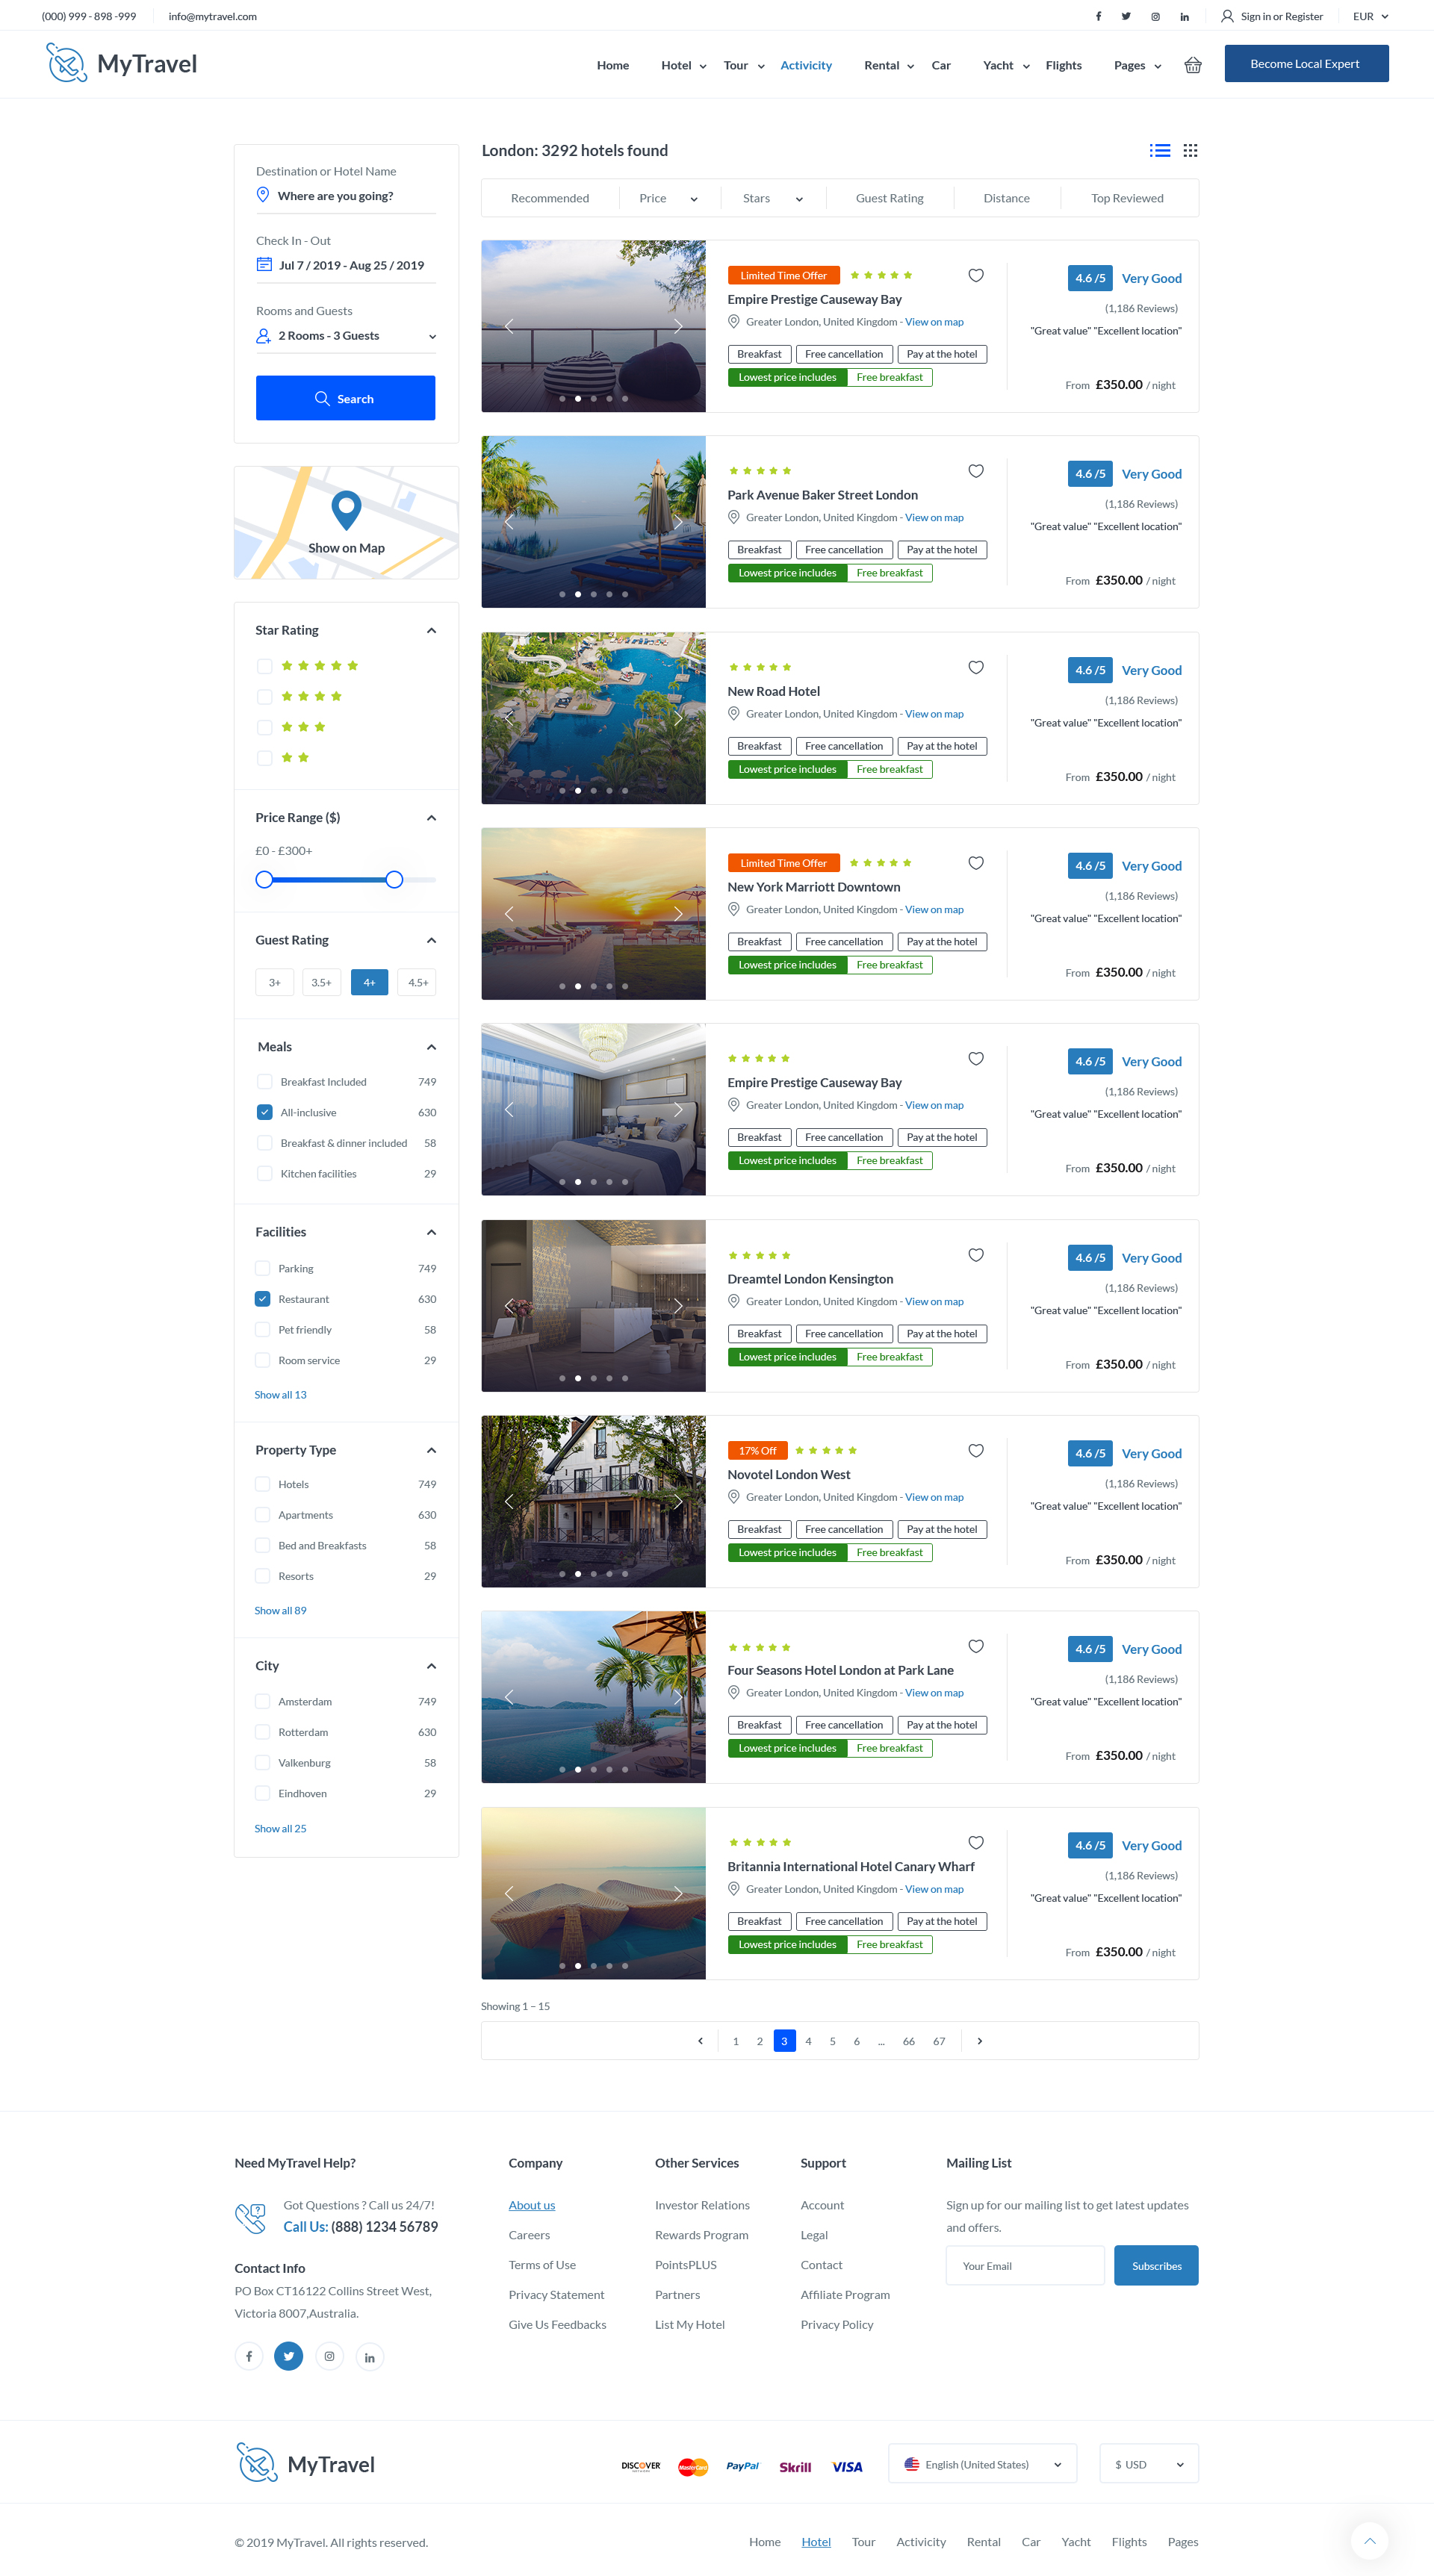 (000) 999 - 898 -999 info@mytravel.com Sign in or Register EUR
MyTravel Home Hotel Tour Activicity Rental Car Yacht Flights Pages Become Local Expert
Destination or Hotel Name
Where are you going?
Check In - Out
Jul 7 / 2019 - Aug 25 / 2019
Rooms and Guests
2 Rooms - 3 Guests
Search
Show on Map
Star Rating
Price Range ($)
£0 - £300+
Guest Rating
3+ 3.5+ 4+ 4.5+
Meals
Breakfast Included 749
All-inclusive 630
Breakfast & dinner included 58
Kitchen facilities 29
Facilities
Parking 749
Restaurant 630
Pet friendly 58
Room service 29
Show all 13
Property Type
Hotels 749
Apartments 630
Bed and Breakfasts 58
Resorts 29
Show all 89
City
Amsterdam 749
Rotterdam 630
Valkenburg 58
Eindhoven 29
Show all 25
London: 3292 hotels found
Recommended Price Stars Guest Rating Distance Top Reviewed
Limited Time Offer
Empire Prestige Causeway Bay
Greater London, United Kingdom - View on map
Breakfast Free cancellation Pay at the hotel
Lowest price includes Free breakfast
4.6 /5 Very Good
(1,186 Reviews)
"Great value" "Excellent location"
From £350.00 / night
Park Avenue Baker Street London
Greater London, United Kingdom - View on map
Breakfast Free cancellation Pay at the hotel
Lowest price includes Free breakfast
4.6 /5 Very Good
(1,186 Reviews)
"Great value" "Excellent location"
From £350.00 / night
New Road Hotel
Greater London, United Kingdom - View on map
Breakfast Free cancellation Pay at the hotel
Lowest price includes Free breakfast
4.6 /5 Very Good
(1,186 Reviews)
"Great value" "Excellent location"
From £350.00 / night
Limited Time Offer
New York Marriott Downtown
Greater London, United Kingdom - View on map
Breakfast Free cancellation Pay at the hotel
Lowest price includes Free breakfast
4.6 /5 Very Good
(1,186 Reviews)
"Great value" "Excellent location"
From £350.00 / night
Empire Prestige Causeway Bay
Greater London, United Kingdom - View on map
Breakfast Free cancellation Pay at the hotel
Lowest price includes Free breakfast
4.6 /5 Very Good
(1,186 Reviews)
"Great value" "Excellent location"
From £350.00 / night
Dreamtel London Kensington
Greater London, United Kingdom - View on map
Breakfast Free cancellation Pay at the hotel
Lowest price includes Free breakfast
4.6 /5 Very Good
(1,186 Reviews)
"Great value" "Excellent location"
From £350.00 / night
17% Off
Novotel London West
Greater London, United Kingdom - View on map
Breakfast Free cancellation Pay at the hotel
Lowest price includes Free breakfast
4.6 /5 Very Good
(1,186 Reviews)
"Great value" "Excellent location"
From £350.00 / night
Four Seasons Hotel London at Park Lane
Greater London, United Kingdom - View on map
Breakfast Free cancellation Pay at the hotel
Lowest price includes Free breakfast
4.6 /5 Very Good
(1,186 Reviews)
"Great value" "Excellent location"
From £350.00 / night
Britannia International Hotel Canary Wharf
Greater London, United Kingdom - View on map
Breakfast Free cancellation Pay at the hotel
Lowest price includes Free breakfast
4.6 /5 Very Good
(1,186 Reviews)
"Great value" "Excellent location"
From £350.00 / night
Showing 1 – 15
1 2 3 4 5 6 ... 66 67
Need MyTravel Help?
Got Questions ? Call us 24/7!
Call Us: (888) 1234 56789
Contact Info
PO Box CT16122 Collins Street West,
Victoria 8007,Australia.
Company
About us
Careers
Terms of Use
Privacy Statement
Give Us Feedbacks
Other Services
Investor Relations
Rewards Program
PointsPLUS
Partners
List My Hotel
Support
Account
Legal
Contact
Affiliate Program
Privacy Policy
Mailing List
Sign up for our mailing list to get latest updates
and offers.
Your Email Subscribes
MyTravel DISCOVER MasterCard PayPal Skrill VISA English (United States) $ USD
© 2019 MyTravel. All rights reserved. Home Hotel Tour Activicity Rental Car Yacht Flights Pages